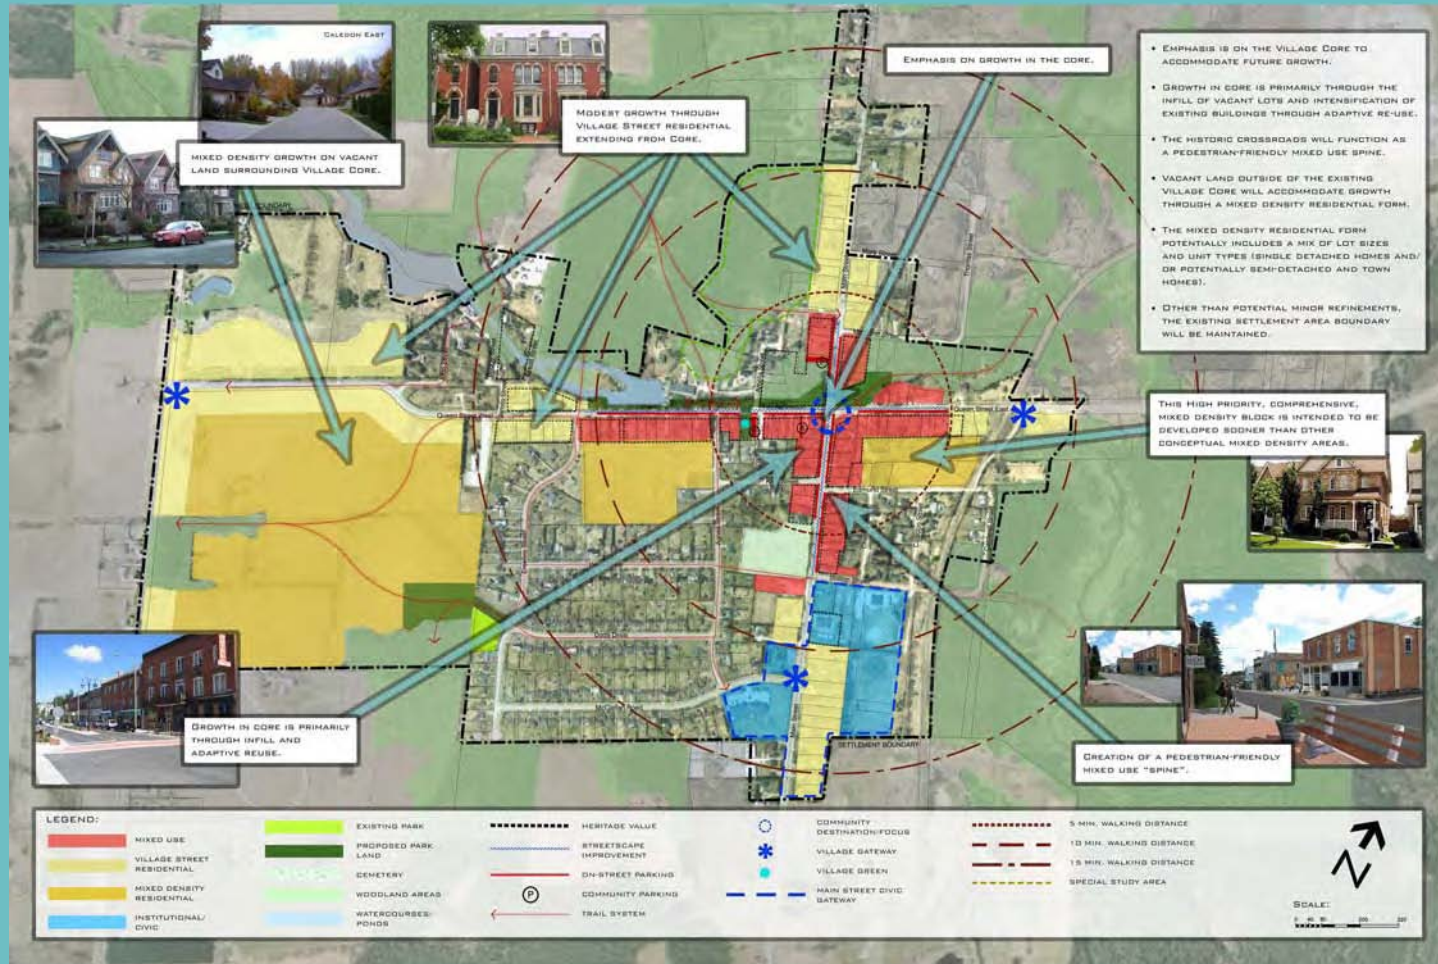 CALEDON EAST
EMPHASIS ON GROWTH IN THE CORE.
MODEST GROWTH THROUGH
VILLAGE STREET RESIDENTIAL
EXTENDING FROM CORE.
MIXED DENSITY GROWTH ON VACANT
LAND SURROUNDING VILLAGE CORE.
• EMPHASIS IS ON THE VILLAGE CORE TO
ACCOMMODATE FUTURE GROWTH.
• GROWTH IN CORE IS PRIMARILY THROUGH THE
INFILL OF VACANT LOTS AND INTENSIFICATION OF
EXISTING BUILDINGS THROUGH ADAPTIVE RE-USE.
• THE HISTORIC CROSSROADS WILL FUNCTION AS
A PEDESTRIAN-FRIENDLY MIXED USE SPINE.
• VACANT LAND OUTSIDE OF THE EXISTING
VILLAGE CORE WILL ACCOMMODATE GROWTH
THROUGH A MIXED DENSITY RESIDENTIAL FORM.
• THE MIXED DENSITY RESIDENTIAL FORM
POTENTIALLY INCLUDES A MIX OF LOT SIZES
AND UNIT TYPES (SINGLE DETACHED HOMES AND/
OR POTENTIALLY SEMI-DETACHED AND TOWN
HOMES).
• OTHER THAN POTENTIAL MINOR REFINEMENTS,
THE EXISTING SETTLEMENT AREA BOUNDARY
WILL BE MAINTAINED.
BOUNDARY
Queen Street East
THIS HIGH PRIORITY, COMPREHENSIVE,
MIXED DENSITY BLOCK IS INTENDED TO BE
DEVELOPED SOONER THAN OTHER
CONCEPTUAL MIXED DENSITY AREAS.
GROWTH IN CORE IS PRIMARILY
THROUGH INFILL AND
ADAPTIVE REUSE.
SETTLEMENT BOUNDARY
CREATION OF A PEDESTRIAN-FRIENDLY
MIXED USE "SPINE".
LEGEND:
MIXED USE
VILLAGE STREET
RESIDENTIAL
MIXED DENSITY
RESIDENTIAL
INSTITUTIONAL/
CIVIC
EXISTING PARK
PROPOSED PARK
LAND
CEMETERY
WOODLAND AREAS
WATERCOURSES/
PONDS
HERITAGE VALUE
STREETSCAPE
IMPROVEMENT
ON-STREET PARKING
P
COMMUNITY PARKING
TRAIL SYSTEM
COMMUNITY
DESTINATION/FOCUS
VILLAGE GATEWAY
VILLAGE GREEN
MAIN STREET CIVIC
GATEWAY
5 MIN. WALKING DISTANCE
10 MIN. WALKING DISTANCE
15 MIN. WALKING DISTANCE
SPECIAL STUDY AREA
N
SCALE: